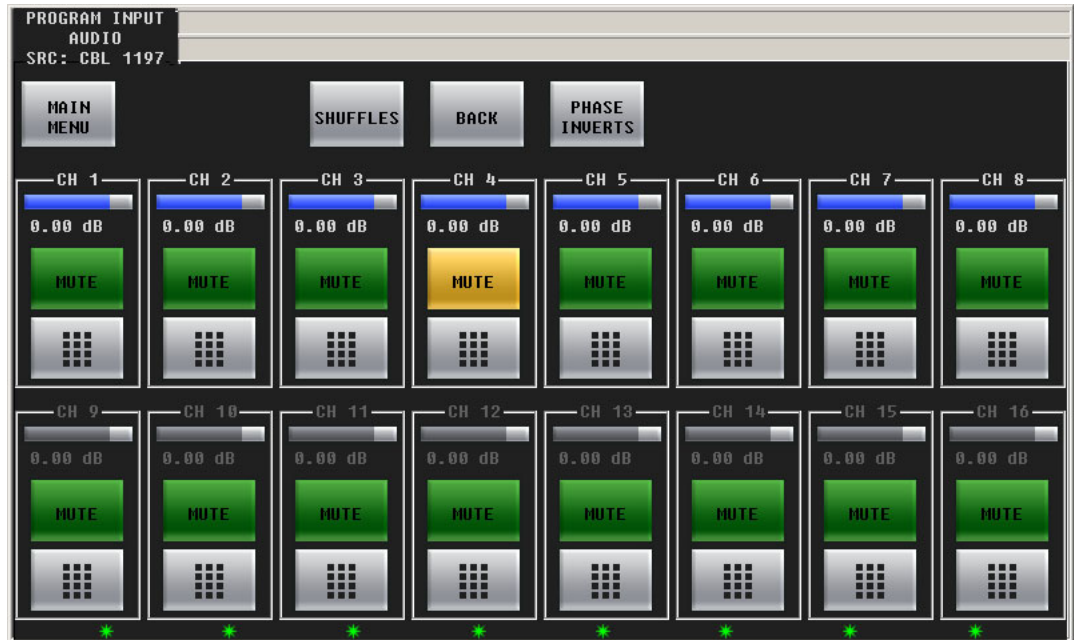 PROGRAM INPUT
AUDIO
SRC: CBL 1197
MAIN
MENU
SHUFFLES
BACK
PHASE
INVERTS
CH 1 CH 2 CH 3 CH 4 CH 5 CH 6 CH 7 CH 8
0.00 dB 0.00 dB 0.00 dB 0.00 dB 0.00 dB 0.00 dB 0.00 dB 0.00 dB
MUTE MUTE MUTE MUTE MUTE MUTE MUTE MUTE
CH 9 CH 10 CH 11 CH 12 CH 13 CH 14 CH 15 CH 16
0.00 dB 0.00 dB 0.00 dB 0.00 dB 0.00 dB 0.00 dB 0.00 dB 0.00 dB
MUTE MUTE MUTE MUTE MUTE MUTE MUTE MUTE